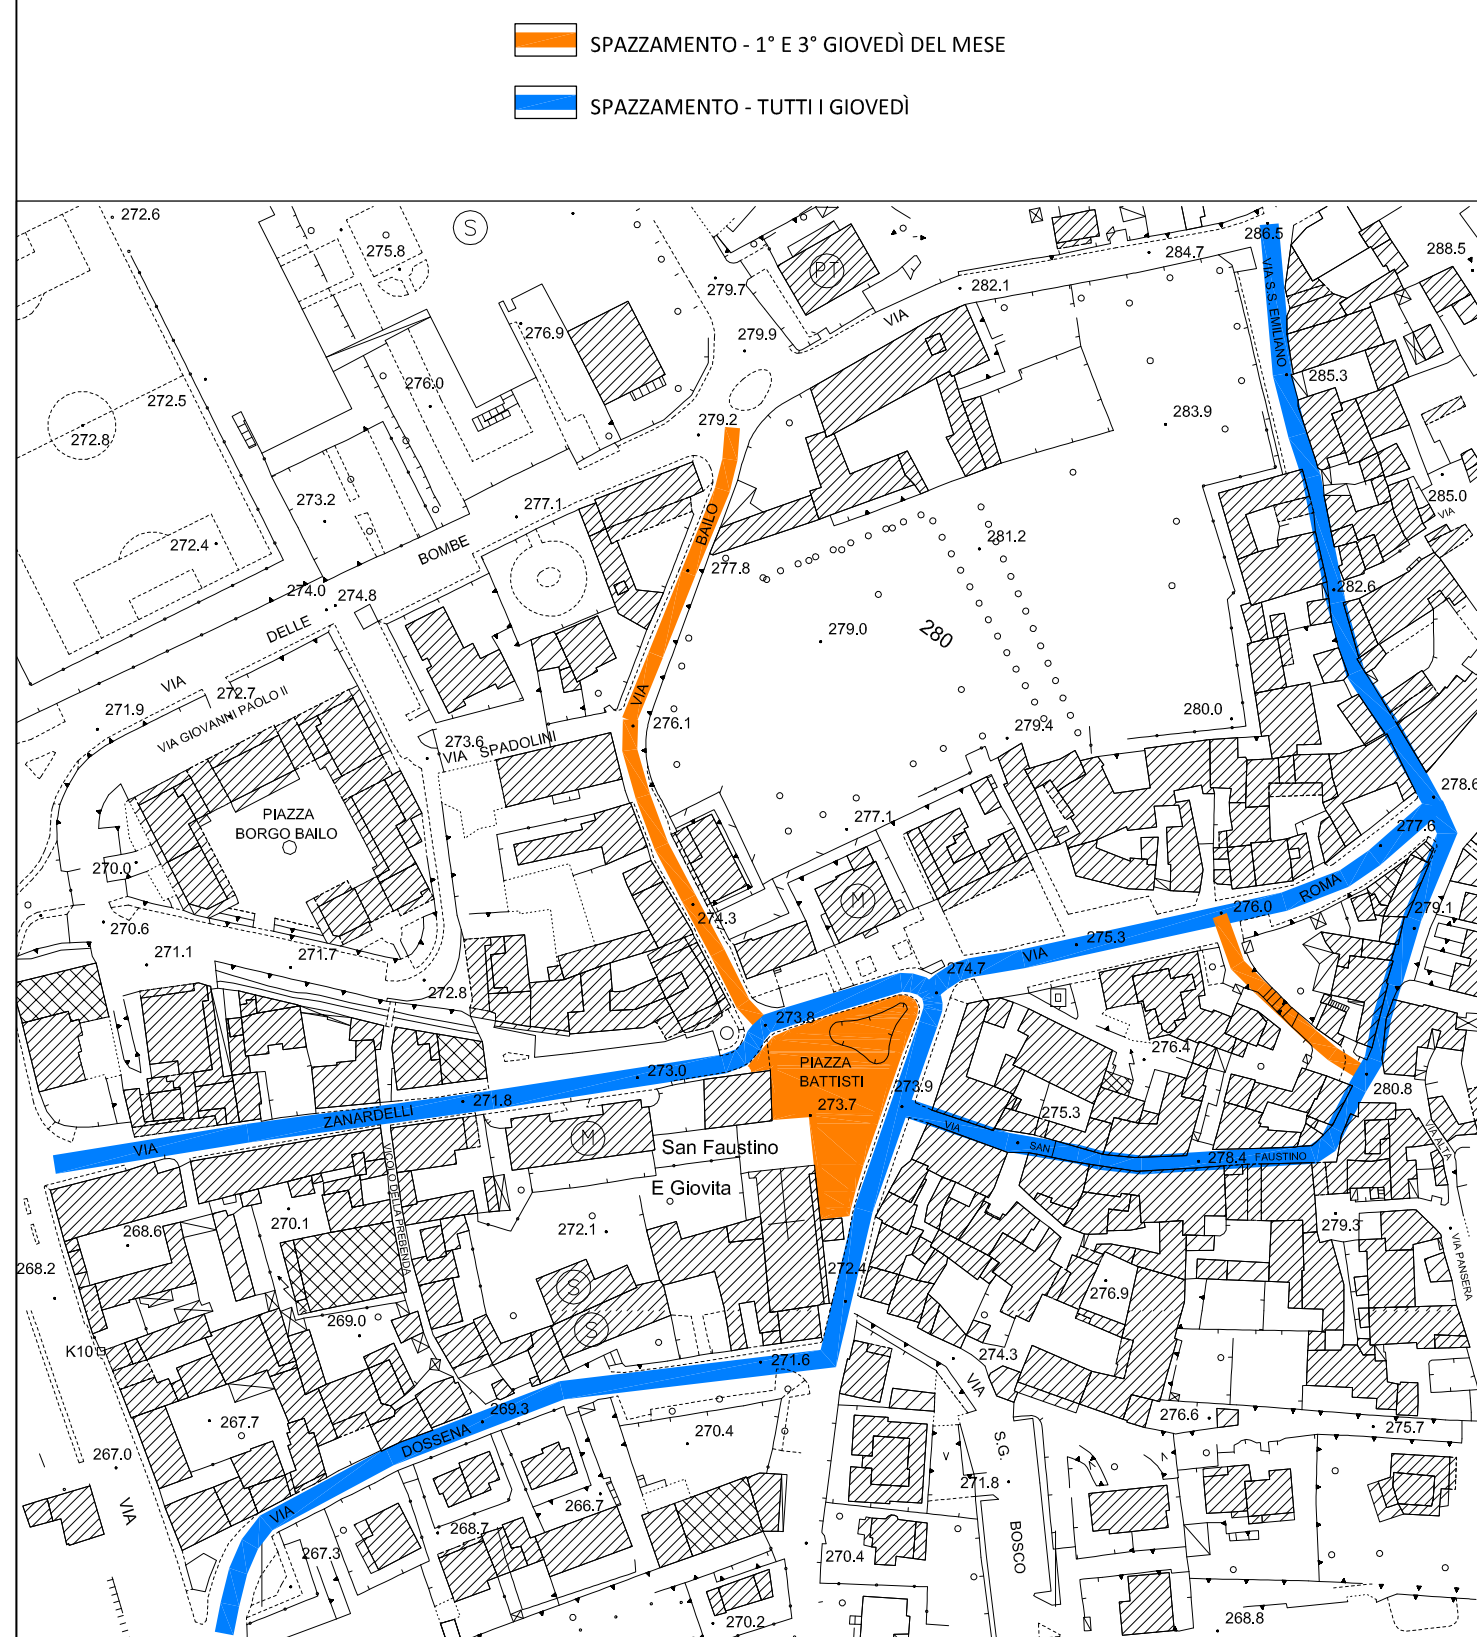 SPAZZAMENTO - 1° E 3° GIOVEDÌ DEL MESE
SPAZZAMENTO - TUTTI I GIOVEDÌ
272.6
S
275.8
286.5
288.5
284.7
PT
279.7
282.1
VIA
VIA S.S. EMILIANO
276.9
279.9
285.3
276.0
272.5
283.9
279.2
272.8
273.2
277.1
285.0
VIA
BAILO
272.4
BOMBE
281.2
277.8
274.0
274.8
282.6
DELLE
279.0
280
VIA
272.7
VIA
271.9
VIA GIOVANNI PAOLO II
276.1
280.0
279.4
273.6
VIA SPADOLINI
278.6
PIAZZA
BORGO BAILO
277.1
277.6
270.0
ROMA
M
274.3
276.0
279.1
270.6
275.3
271.1
271.7
VIA
274.7
272.8
273.8
276.4
PIAZZA
BATTISTI
273.0
273.9
280.8
271.8
273.7
275.3
ZANARDELLI
VIA
M
VIA
SAN
San Faustino
278.4
FAUSTINO
VIA ALTA
E Giovita
VICOLO DELLA PREBENDA
270.1
268.6
272.1
279.3
VIA PANSERA
268.2
272.4
S
276.9
269.0
S
K10
274.3
271.6
VIA
269.3
267.7
276.6
275.7
270.4
DOSSENA
S.G.
267.0
271.8
VIA
VIA
266.7
268.7
BOSCO
267.3
270.4
270.2
268.8